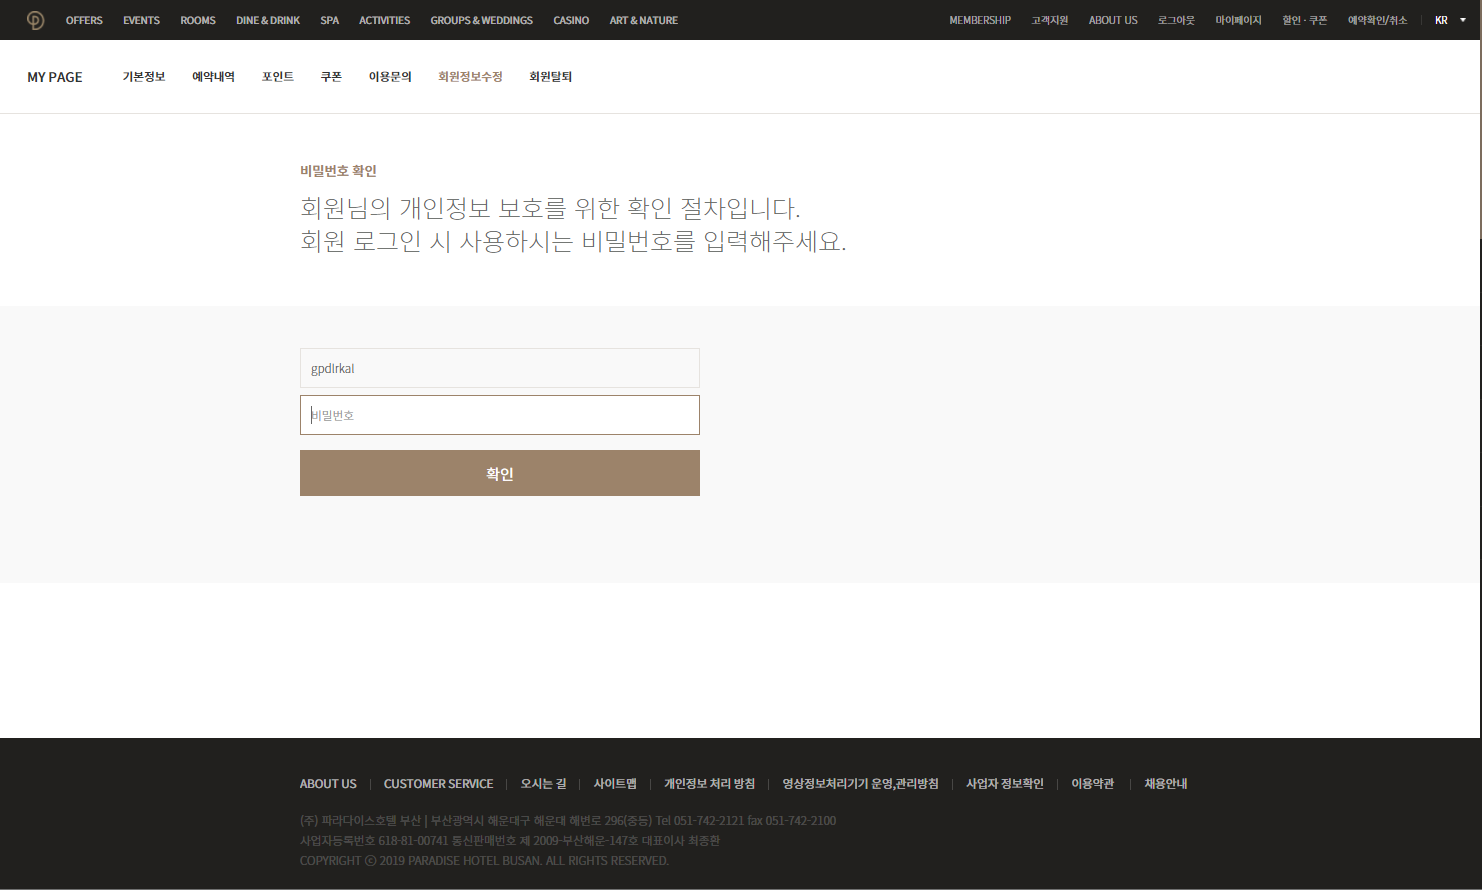 OFFERS EVENTS ROOMS DINE & DRINK SPA ACTIVITIES GROUPS & WEDDINGS CASINO ART & NATURE MEMBERSHIP 고객지원 ABOUT US 로그아웃 마이페이지 할인 · 쿠폰 예약확인/취소 KR
MY PAGE 기본정보 예약내역 포인트 쿠폰 이용문의 회원정보수정 회원탈퇴
비밀번호 확인
회원님의 개인정보 보호를 위한 확인 절차입니다.
회원 로그인 시 사용하시는 비밀번호를 입력해주세요.
gpdlrkal
비밀번호
확인
ABOUT US | CUSTOMER SERVICE | 오시는 길 | 사이트맵 | 개인정보 처리 방침 | 영상정보처리기기 운영,관리방침 | 사업자 정보확인 | 이용약관 | 채용안내
(주) 파라다이스호텔 부산 | 부산광역시 해운대구 해운대 해변로 296(중동) Tel 051-742-2121 fax 051-742-2100
사업자등록번호 618-81-00741 통신판매번호 제 2009-부산해운-147호 대표이사 최종환
COPYRIGHT ⓒ 2019 PARADISE HOTEL BUSAN. ALL RIGHTS RESERVED.